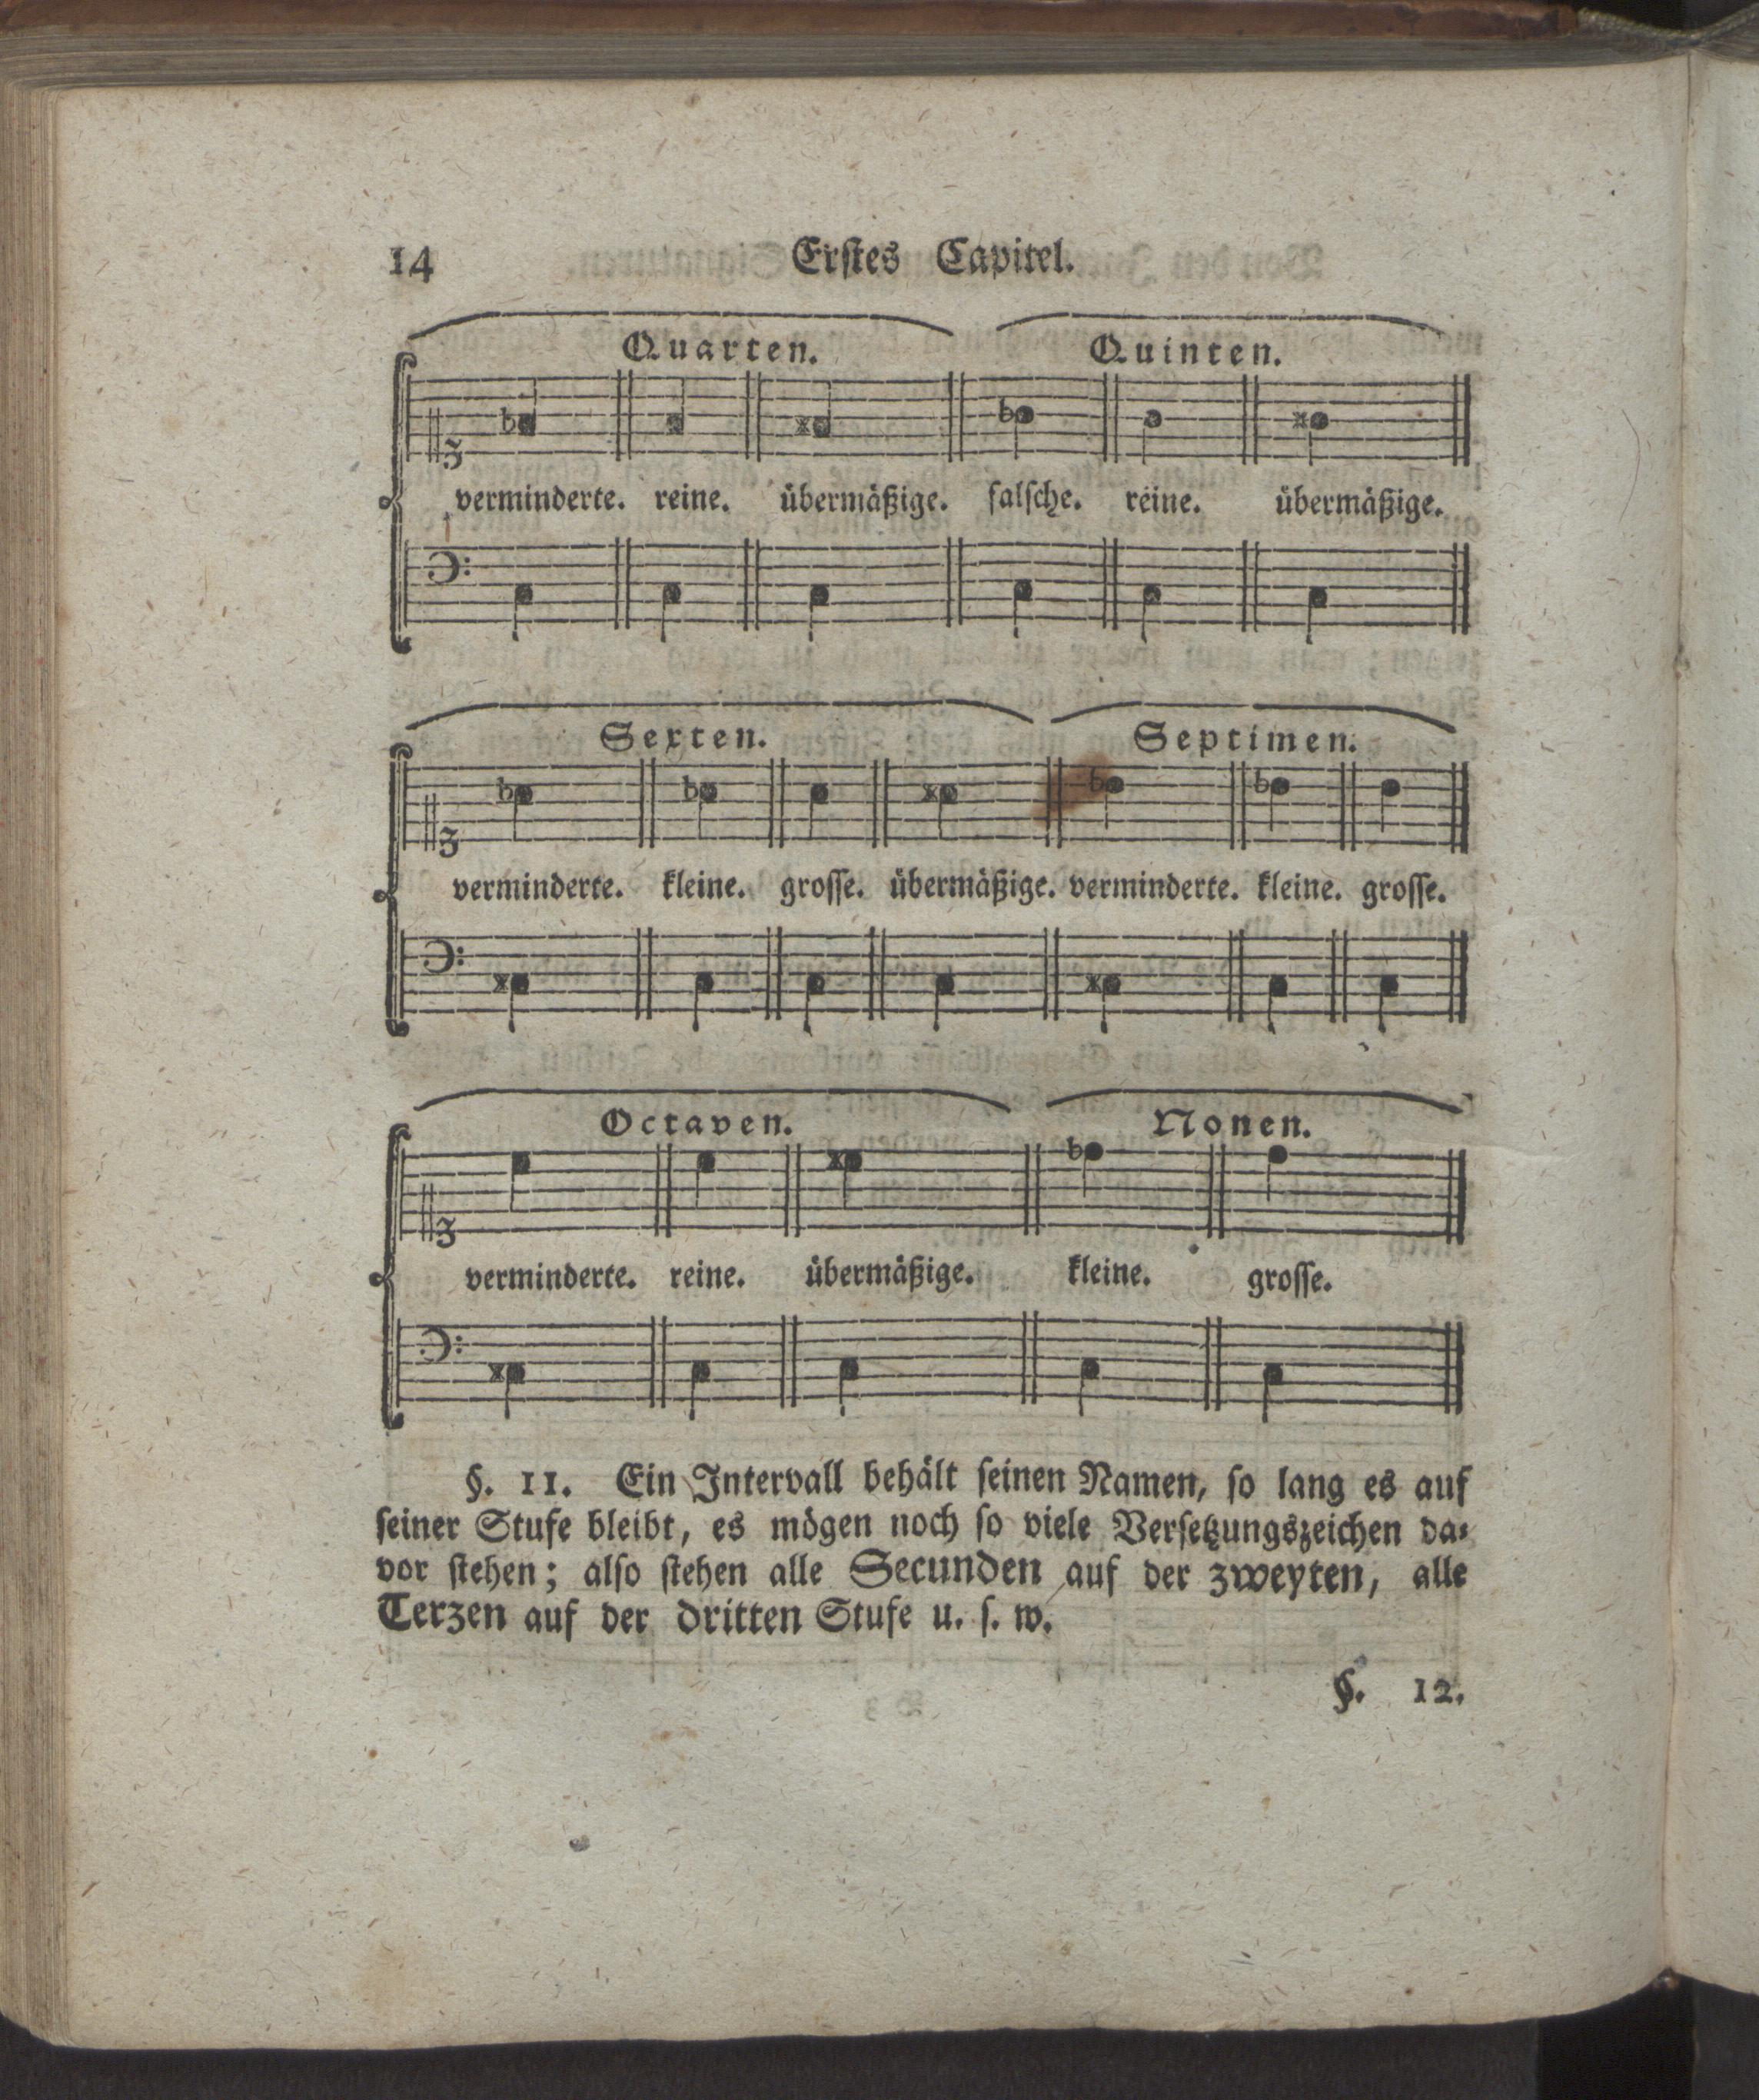 14 Erstes Capitel.
Quarten. Quinten.
verminderte. reine. übermäßige. falsche. reine. übermäßige.
Sexten. Septimen.
verminderte. kleine. grosse. übermäßige. verminderte. kleine. grosse.
Octaven. Nonen.
verminderte. reine. übermäßige. kleine. grosse.
§. 11. Ein Intervall behält seinen Namen, so lang es auf
seiner Stufe bleibt, es mögen noch so viele Versetzungszeichen da-
vor stehen; also stehen alle Secunden auf der zweyten, alle
Terzen auf der dritten Stufe u. s. w.
§. 12.